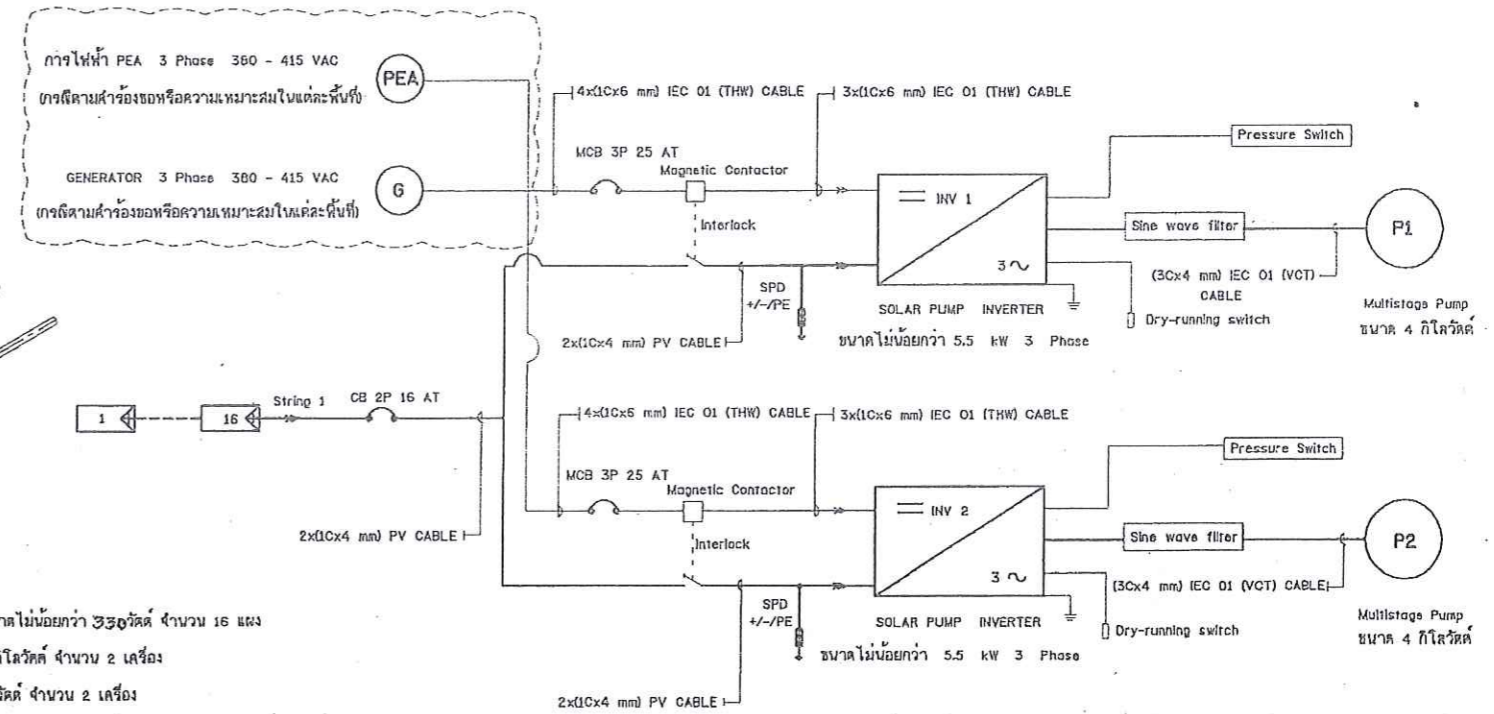 การไฟฟ้า PEA 3 Phase 380 - 415 VAC
(กรณีตามคำร้องขอหรือความเหมาะสมในแต่ละพื้นที่)
PEA
GENERATOR 3 Phase 380 - 415 VAC
(กรณีตามคำร้องขอหรือความเหมาะสมในแต่ละพื้นที่)
G
4x(1Cx6 mm) IEC 01 (THW) CABLE
3x(1Cx6 mm) IEC 01 (THW) CABLE
MCB 3P 25 AT
Magnetic Contactor
Interlock
INV 1
3
Pressure Switch
Sine wave filter
P1
(3Cx4 mm) IEC 01 (VCT)
CABLE
SPD
+/-/PE
SOLAR PUMP INVERTER
ขนาดไม่น้อยกว่า 5.5 kW 3 Phase
Dry-running switch
Multistage Pump
ขนาด 4 กิโลวัตต์
2x(1Cx4 mm) PV CABLE
1
16
String 1
CB 2P 16 AT
4x(1Cx6 mm) IEC 01 (THW) CABLE
3x(1Cx6 mm) IEC 01 (THW) CABLE
MCB 3P 25 AT
Magnetic Contactor
2x(1Cx4 mm) PV CABLE
Interlock
INV 2
3
Pressure Switch
Sine wave filter
P2
(3Cx4 mm) IEC 01 (VCT) CABLE
SPD
+/-/PE
SOLAR PUMP INVERTER
ขนาดไม่น้อยกว่า 5.5 kW 3 Phase
Dry-running switch
Multistage Pump
ขนาด 4 กิโลวัตต์
2x(1Cx4 mm) PV CABLE
ไม่น้อยกว่า 330วัตต์ จำนวน 16 แผง
จำนวน 2 เครื่อง
จำนวน 2 เครื่อง